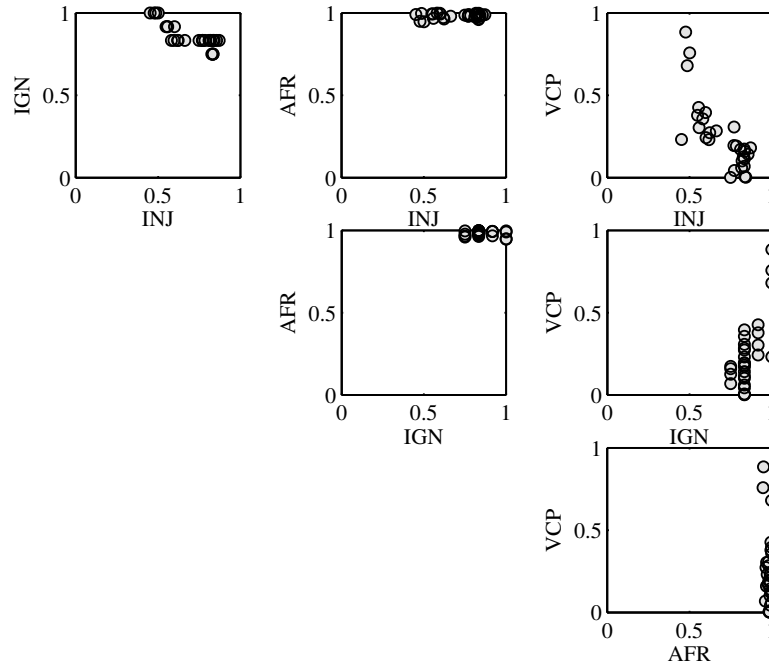 1 1 1
IGN 0.5 AFR 0.5 VCP 0.5
0 0 0
0 0.5 1 0 0.5 1 0 0.5 1
INJ INJ INJ
1 1
AFR 0.5 VCP 0.5
0 0
0 0.5 1 0 0.5 1
IGN IGN
1
VCP 0.5
0
0 0.5 1
AFR